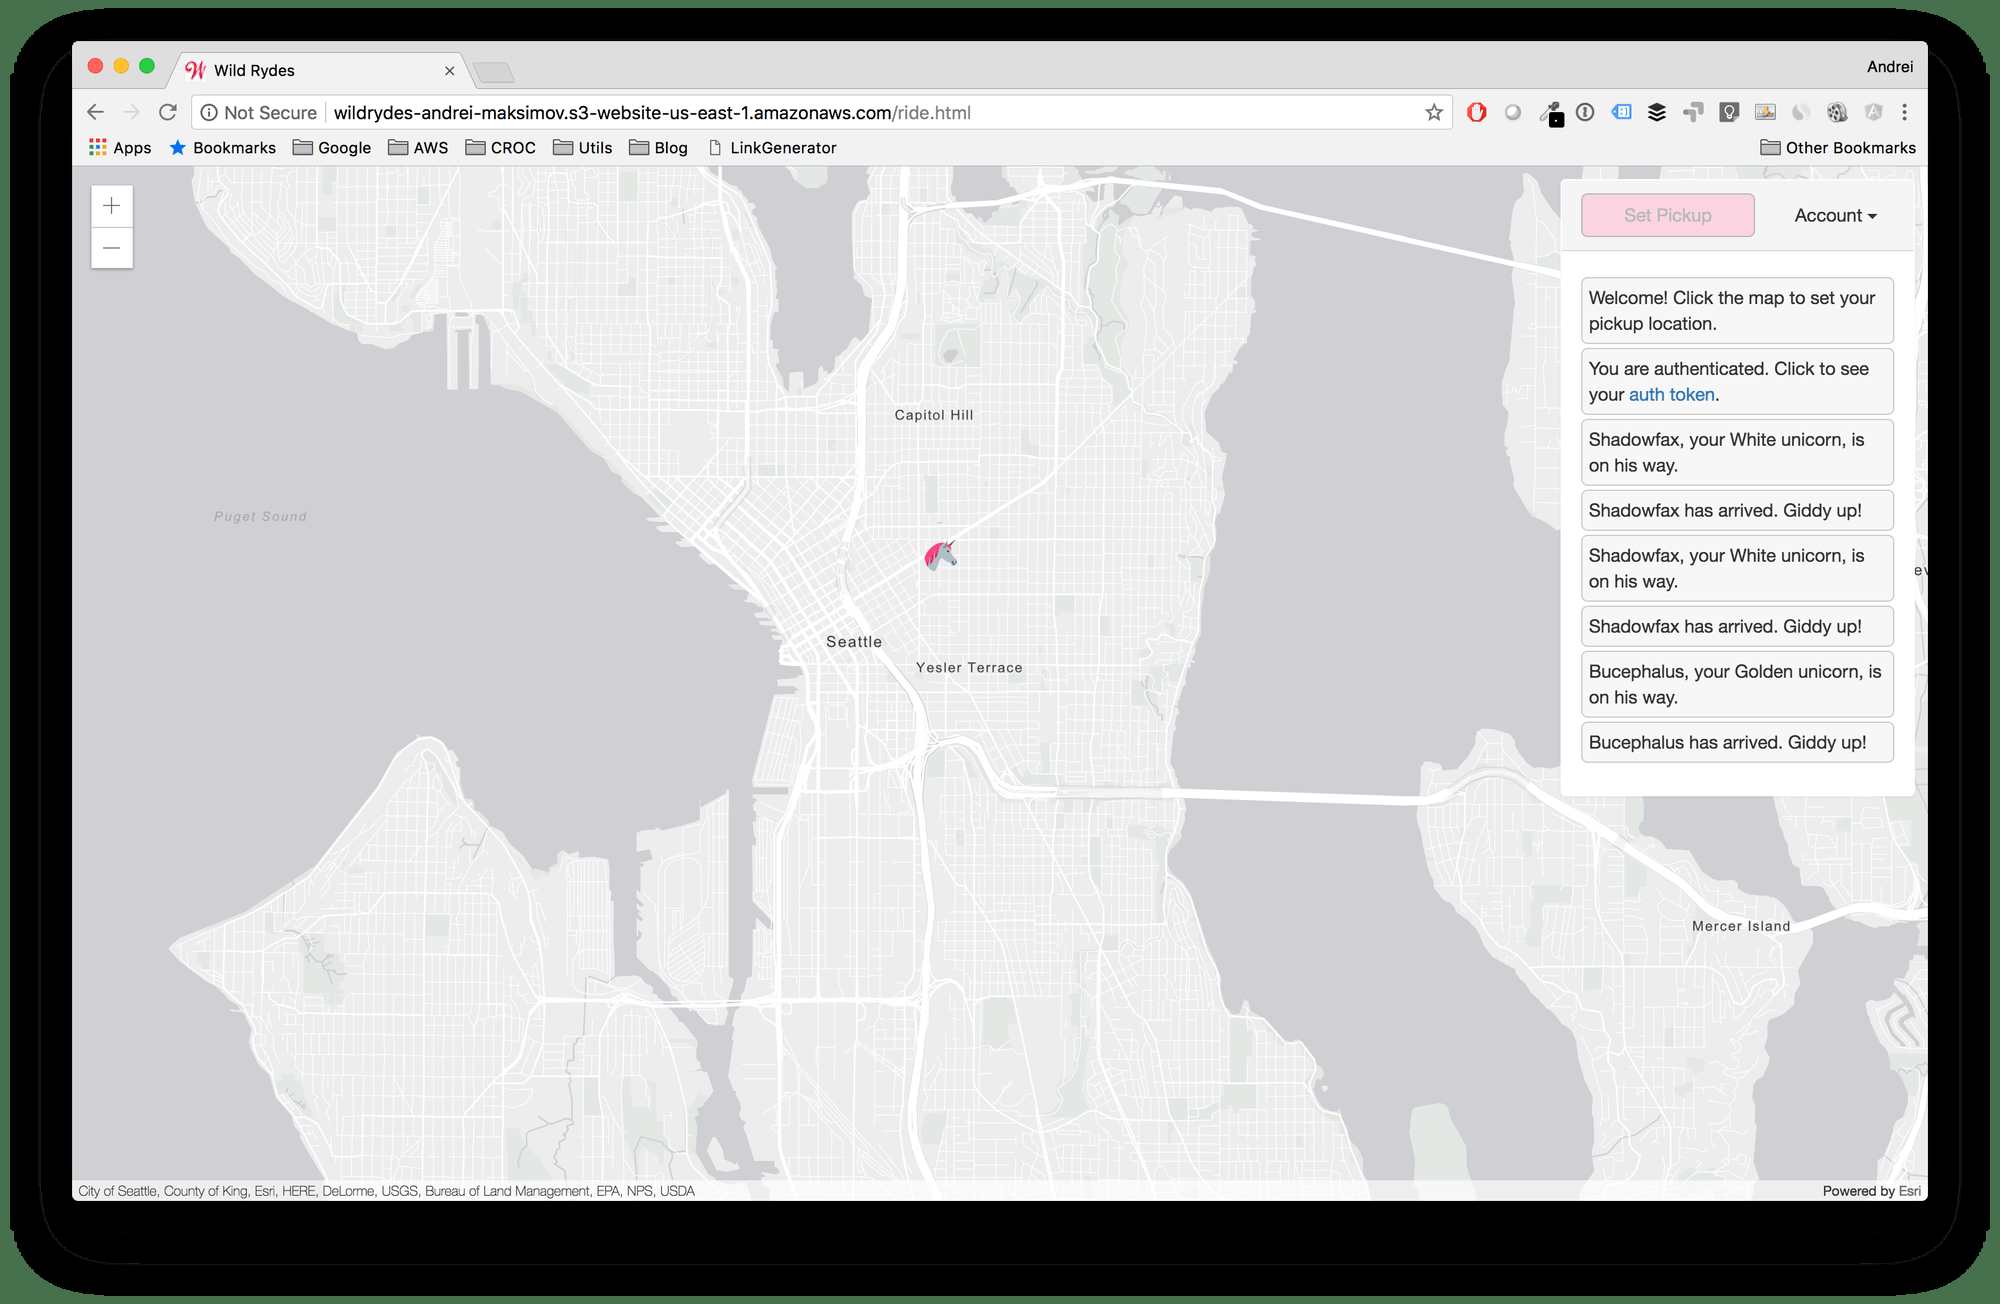 Wild Rydes
Andrei
Not Secure wildrydes-andrei-maksimov.s3-website-us-east-1.amazonaws.com/ride.html
Apps Bookmarks Google AWS CROC Utils Blog LinkGenerator Other Bookmarks
Set Pickup Account
Welcome! Click the map to set your
pickup location.
You are authenticated. Click to see
your auth token.
Shadowfax, your White unicorn, is
on his way.
Shadowfax has arrived. Giddy up!
Shadowfax, your White unicorn, is
on his way.
Shadowfax has arrived. Giddy up!
Bucephalus, your Golden unicorn, is
on his way.
Bucephalus has arrived. Giddy up!
Capitol Hill
Puget Sound
Seattle
Yesler Terrace
Mercer Island
City of Seattle, County of King, Esri, HERE, DeLorme, USGS, Bureau of Land Management, EPA, NPS, USDA
Powered by Esri